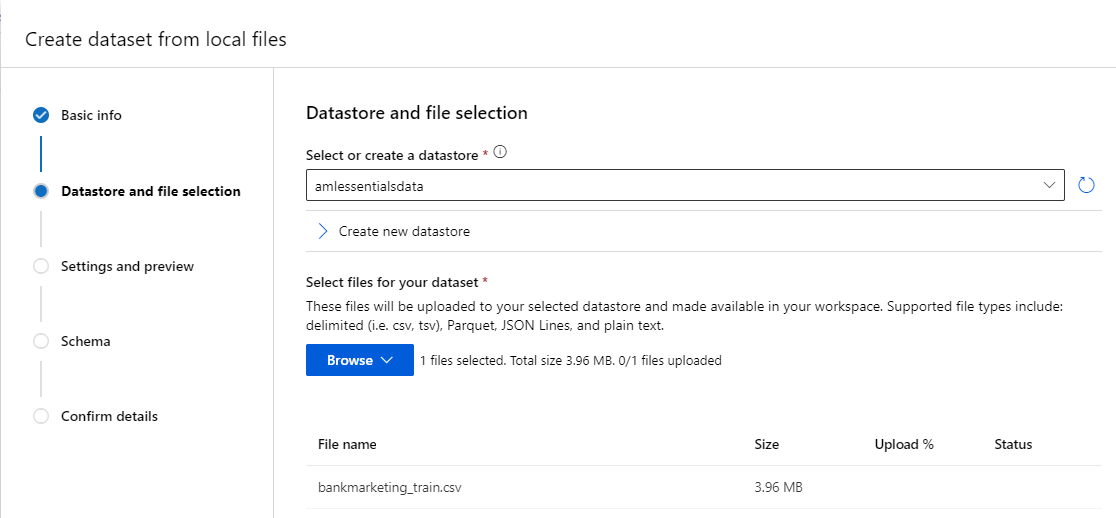 Create dataset from local files
Basic info
Datastore and file selection
Settings and preview
Schema
Confirm details
Datastore and file selection
Select or create a datastore *
amlessentialsdata
Create new datastore
Select files for your dataset *
These files will be uploaded to your selected datastore and made available in your workspace. Supported file types include:
delimited (i.e. csv, tsv), Parquet, JSON Lines, and plain text.
Browse 1 files selected. Total size 3.96 MB. 0/1 files uploaded
File name Size Upload % Status
bankmarketing_train.csv 3.96 MB